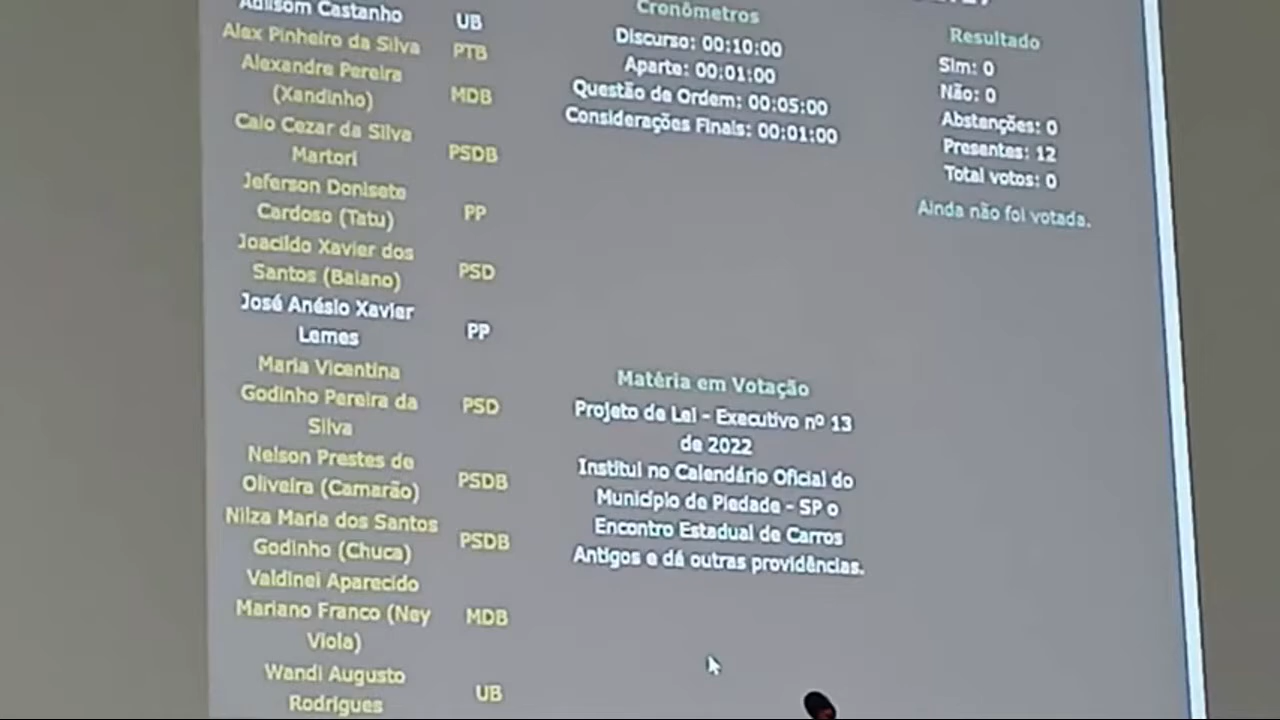 Adilsom Castanho UB
Alex Pinheiro da Silva PTB
Alexandre Pereira
(Xandinho) MDB
Caio Cezar da Silva
Martori PSDB
Jeferson Donisete
Cardoso (Tatu) PP
Joacildo Xavier dos
Santos (Baiano) PSD
José Anésio Xavier
Lemes PP
Maria Vicentina
Godinho Pereira da
Silva PSD
Nelson Prestes de
Oliveira (Camarão) PSDB
Nilza Maria dos Santos
Godinho (Chuca) PSDB
Valdinei Aparecido
Mariano Franco (Ney
Viola) MDB
Wandi Augusto
Rodrigues UB
Cronômetros
Discurso: 00:10:00
Aparte: 00:01:00
Questão de Ordem: 00:05:00
Considerações Finais: 00:01:00
Matéria em Votação
Projeto de Lei - Executivo nº 13
de 2022
Institui no Calendário Oficial do
Município de Piedade - SP o
Encontro Estadual de Carros
Antigos e dá outras providências.
Resultado
Sim: 0
Não: 0
Abstenções: 0
Presentes: 12
Total votos: 0
Ainda não foi votada.